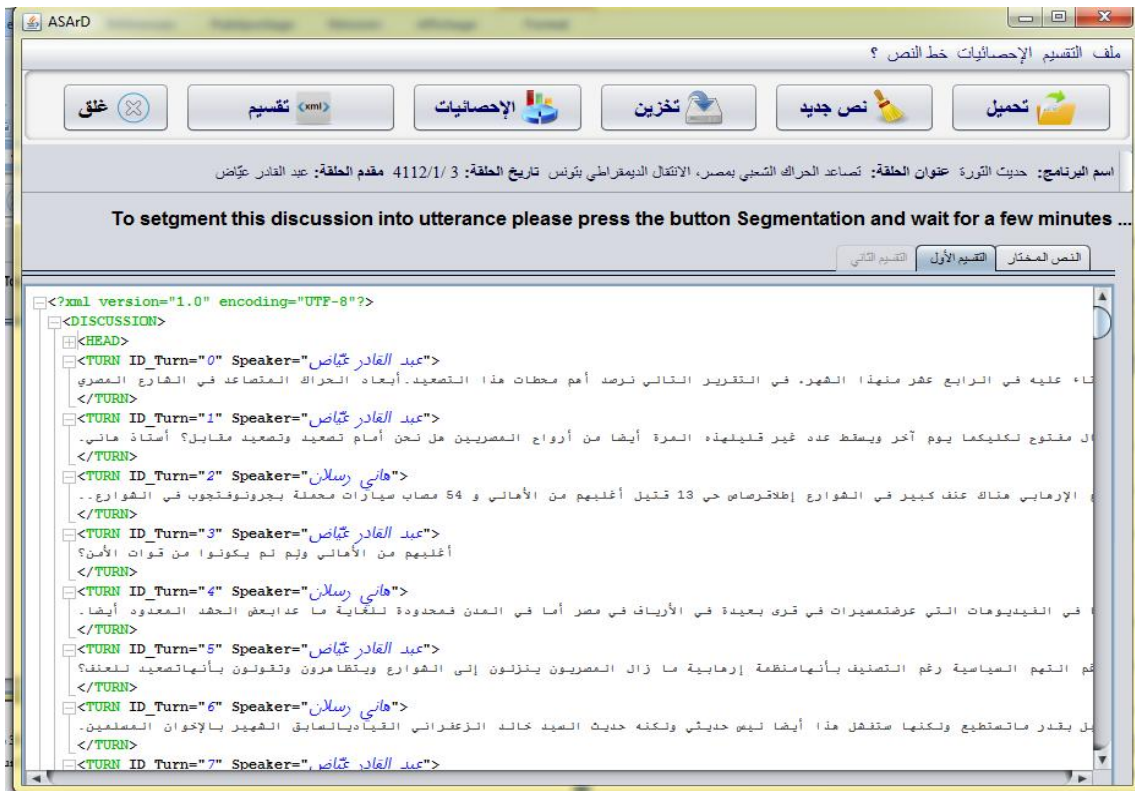 ASArD
ملف التقسيم الإحصائيات خط النص ؟
تحميل
نص جديد
تخزين
الإحصائيات
تقسيم
غلق
اسم البرنامج: حديث الثورة عنوان الحلقة: تصاعد الحراك الشعبي بمصر، الانتقال الديمقراطي بتونس تاريخ الحلقة: 3 /4112/1 مقدم الحلقة: عبد القادر عيّاض
To setgment this discussion into utterance please press the button Segmentation and wait for a few minutes ...
النص المختار
التقسيم الأول
التقسيم الثاني
<?xml version="1.0" encoding="UTF-8"?>
<DISCUSSION>
<HEAD>
<TURN ID_Turn="0" Speaker="عبد القادر عيّاض">
عليه في الرابع عشر منهذا الشهر. في التقرير التالي نرصد أهم محطات هذا التصعيد.أبعاد الحراك المتصاعد في الشارع المصري
</TURN>
<TURN ID_Turn="1" Speaker="عبد القادر عيّاض">
مفتوح لكليكما يوم آخر ويسقط عدد غير قليلهذه المرة أيضا من أرواح المصريين هل نحن أمام تصعيد وتصعيد مقابل؟ أستاذ هاني.
</TURN>
<TURN ID_Turn="2" Speaker="هاني رسلان">
الإرهابي هناك عنف كبير في الشوارع إطلاقرصاص حي 13 قتيل أغلبهم من الأهالي و 54 مصاب سيارات محملة بجرونوفتجوب في الشوارع..
</TURN>
<TURN ID_Turn="3" Speaker="عبد القادر عيّاض">
أغلبهم من الأهالي ولم لم يكونوا من قوات الأمن؟
</TURN>
<TURN ID_Turn="4" Speaker="هاني رسلان">
في الفيديوهات التي عرضتمسيرات في قرى بعيدة في الأرياف في مصر أما في المدن فمحدودة للغاية ما عدابعض الحشد المعدود أيضا.
</TURN>
<TURN ID_Turn="5" Speaker="عبد القادر عيّاض">
التهم السياسية رغم التصنيف بأنهامنظمة إرهابية ما زال المصريون ينزلون إلى الشوارع ويتظاهرون وتقولون بأنهاتصعيد للعنف؟
</TURN>
<TURN ID_Turn="6" Speaker="هاني رسلان">
بقدر ماتستطيع ولكنها ستفشل هذا أيضا ليس حديثي ولكنه حديث السيد خالد الزعفراني القياديالسابق الشهير بالإخوان المسلمين.
</TURN>
<TURN ID_Turn="7" Speaker="عبد القادر عيّاض">